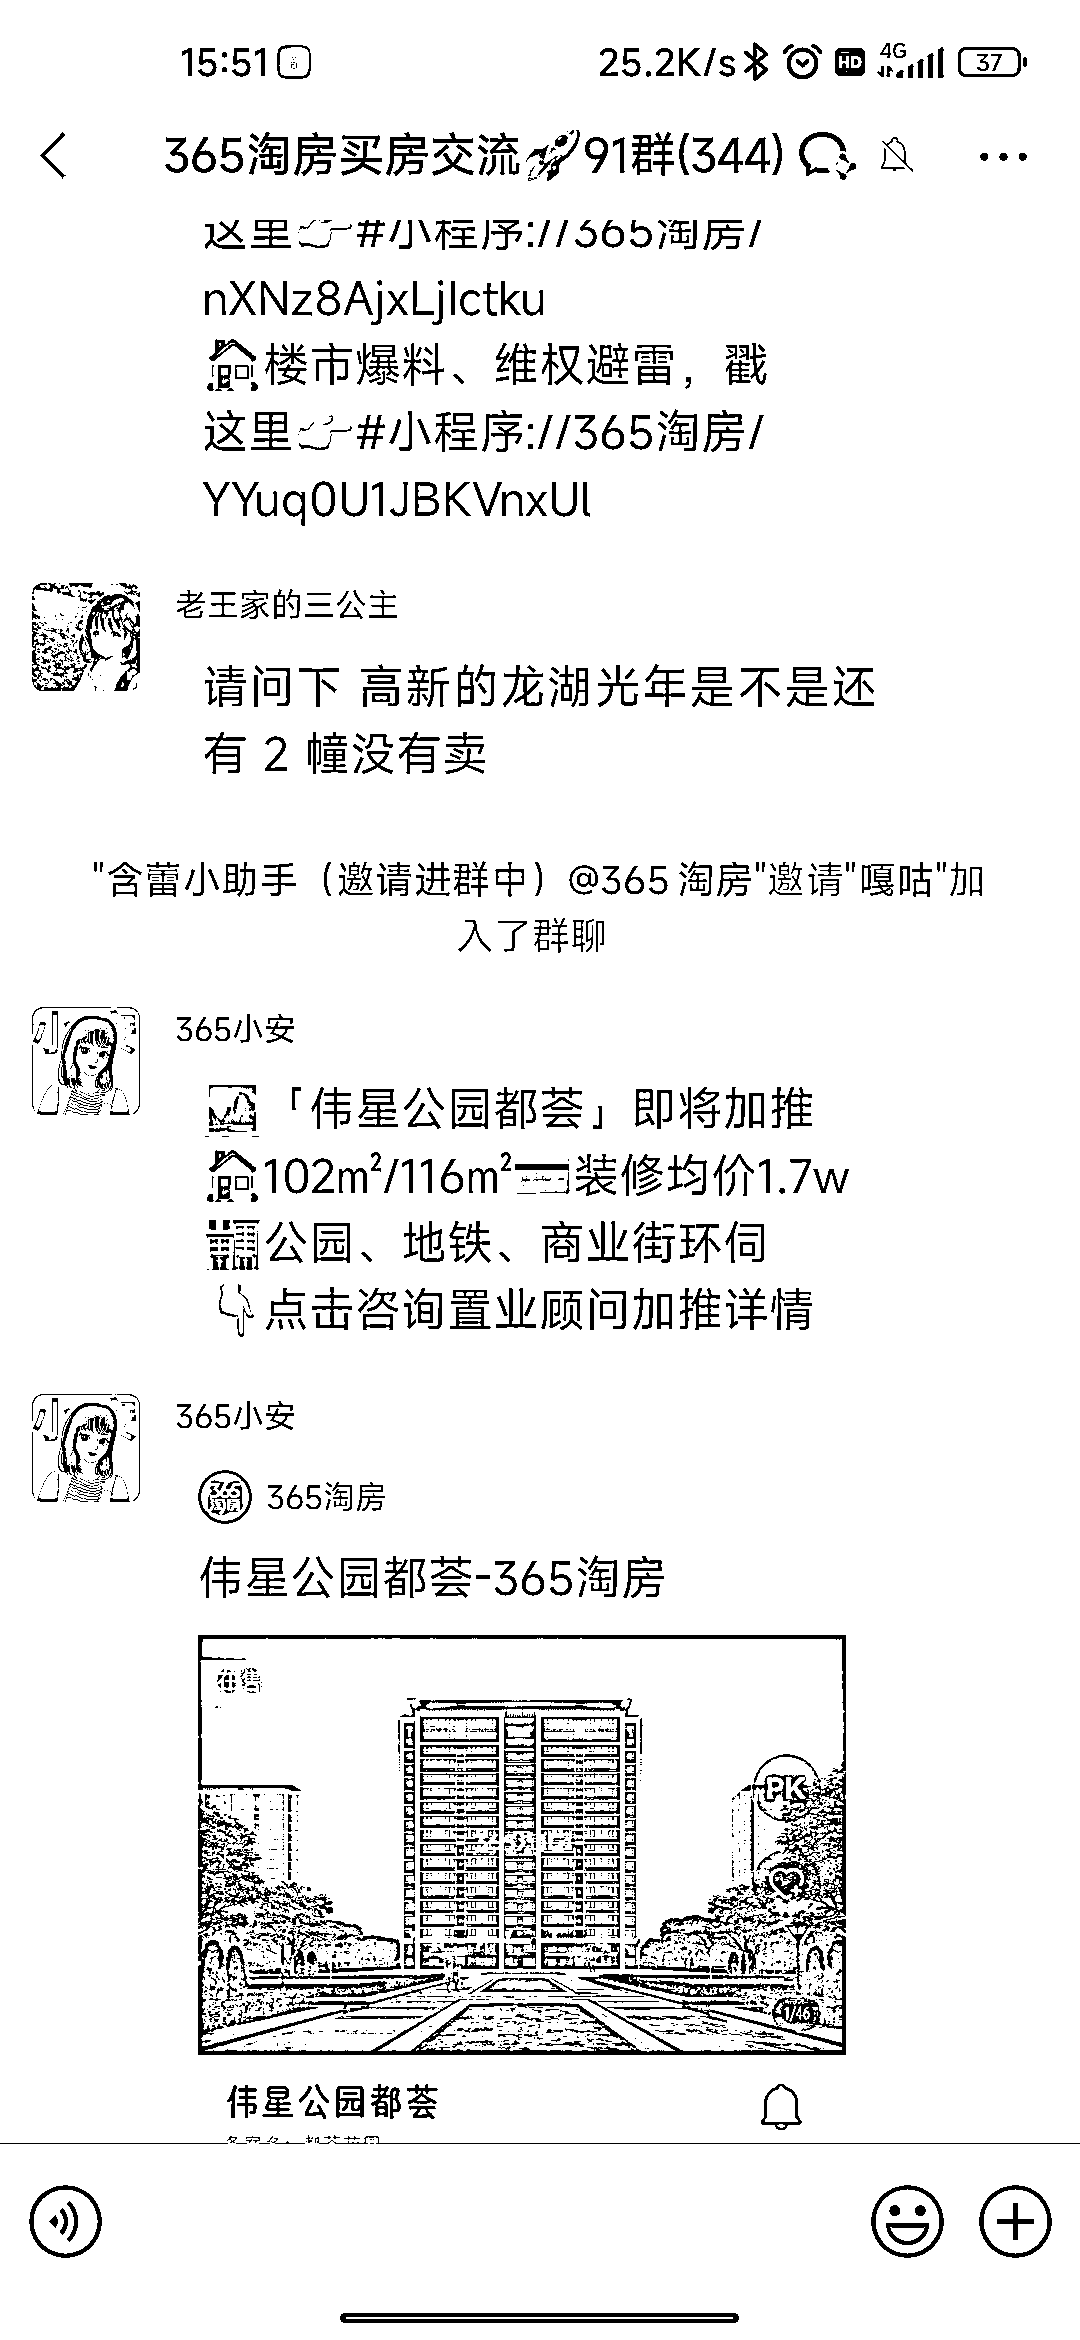 15:51
25.2K/s
HD
4G
37
365淘房买房交流🚀91群(344)
这里👉#小程序://365淘房/
nXNz8AjxLjlctku
🏠楼市爆料、维权避雷，戳
这里👉#小程序://365淘房/
YYuq0U1JBKVnxUl
老王家的三公主
请问下 高新的龙湖光年是不是还
有 2 幢没有卖
"含蕾小助手（邀请进群中）@365 淘房"邀请"嘎咕"加
入了群聊
365小安
「伟星公园都荟」即将加推
🏠102m²/116m²装修均价1.7w
公园、地铁、商业街环伺
👇点击咨询置业顾问加推详情
365小安
365淘房
365淘房
伟星公园都荟-365淘房
在售
PK
1/46
伟星公园都荟